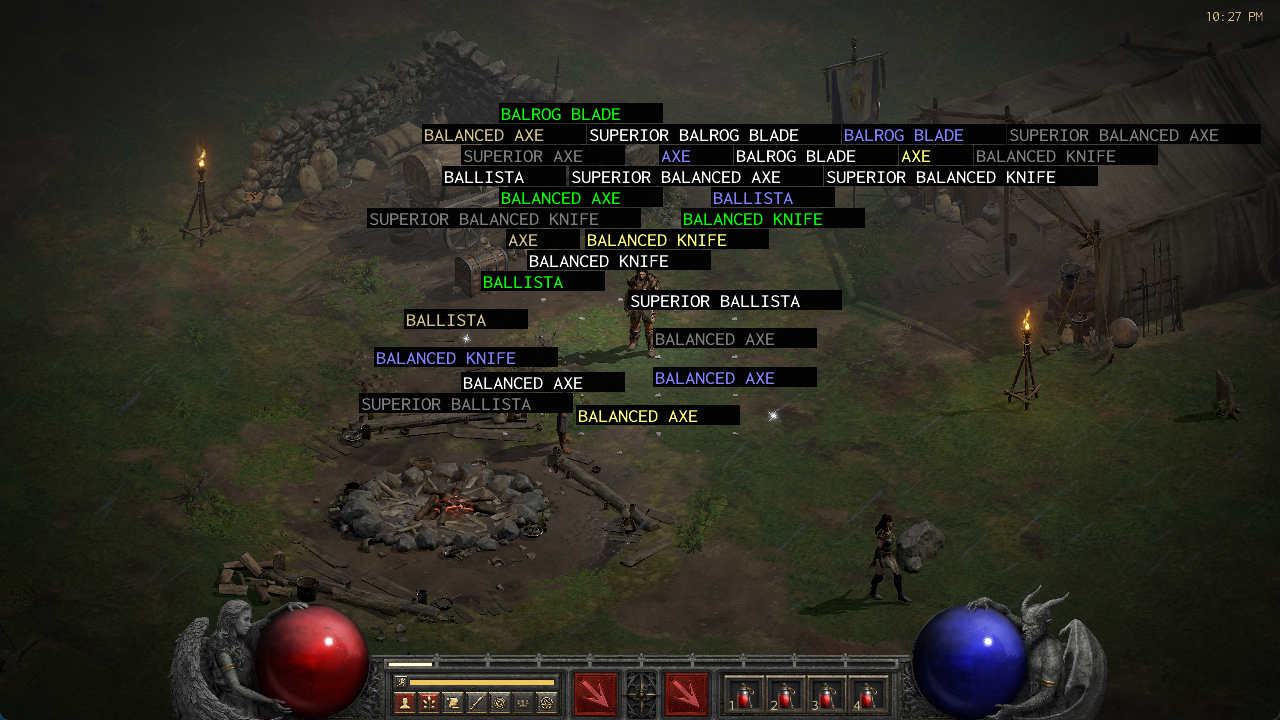 10:27 PM
BALROG BLADE
BALANCED AXE SUPERIOR BALROG BLADE BALROG BLADE SUPERIOR BALANCED AXE
SUPERIOR AXE AXE BALROG BLADE AXE BALANCED KNIFE
BALLISTA SUPERIOR BALANCED AXE SUPERIOR BALANCED KNIFE
BALANCED AXE BALLISTA
SUPERIOR BALANCED KNIFE BALANCED KNIFE
AXE BALANCED KNIFE
BALANCED KNIFE
BALLISTA
SUPERIOR BALLISTA
BALLISTA
BALANCED AXE
BALANCED KNIFE
BALANCED AXE
BALANCED AXE
SUPERIOR BALLISTA
BALANCED AXE
1 2 3 4